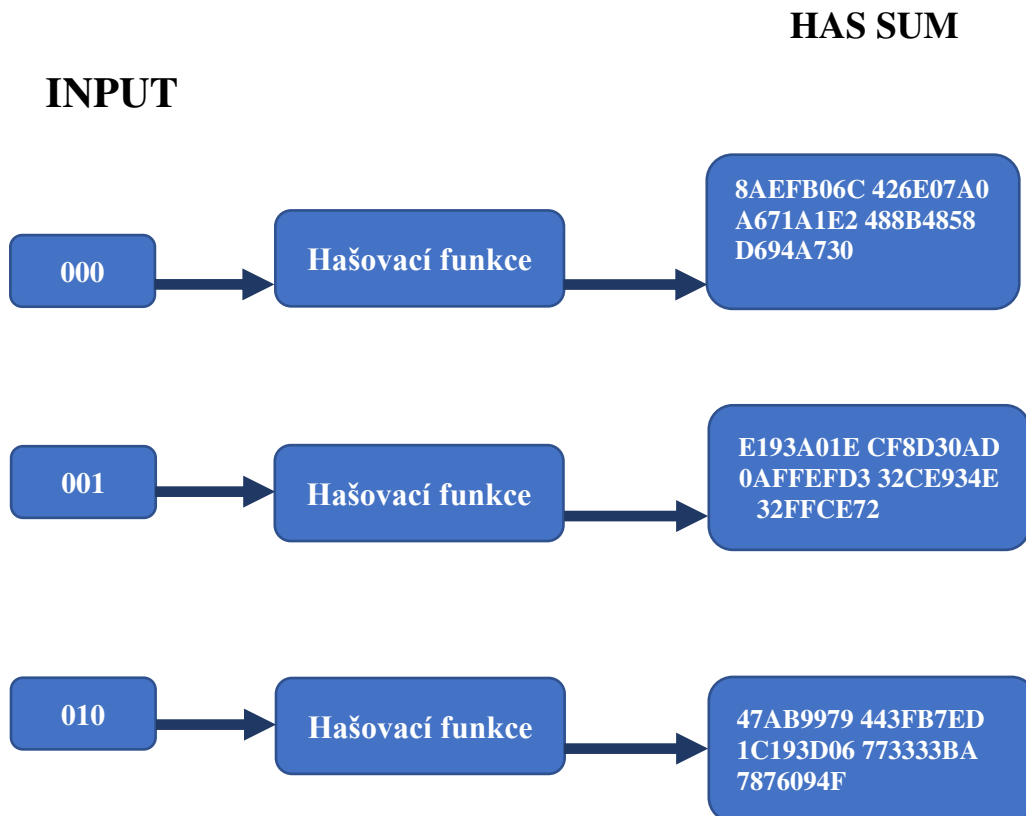 HAS SUM
INPUT
000
Hašovací funkce
8AEFB06C 426E07A0
A671A1E2 488B4858
D694A730
001
Hašovací funkce
E193A01E CF8D30AD
0AFFEFD3 32CE934E
32FFCE72
010
Hašovací funkce
47AB9979 443FB7ED
1C193D06 773333BA
7876094F